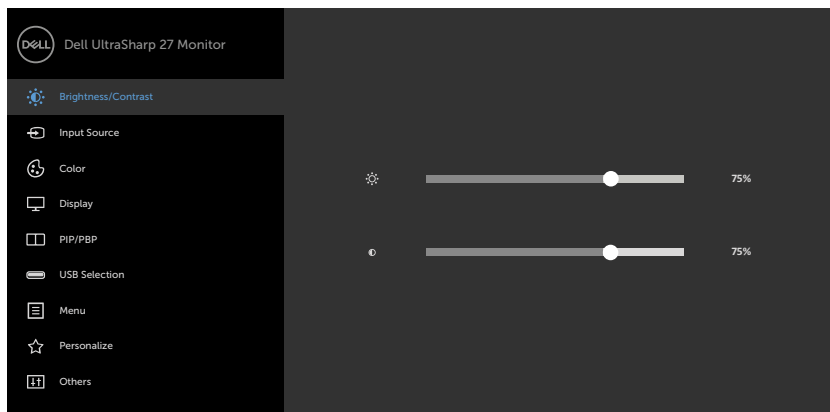 DELL
Dell UltraSharp 27 Monitor
Brightness/Contrast
Input Source
Color
75%
Display
PIP/PBP
75%
USB Selection
Menu
Personalize
Others